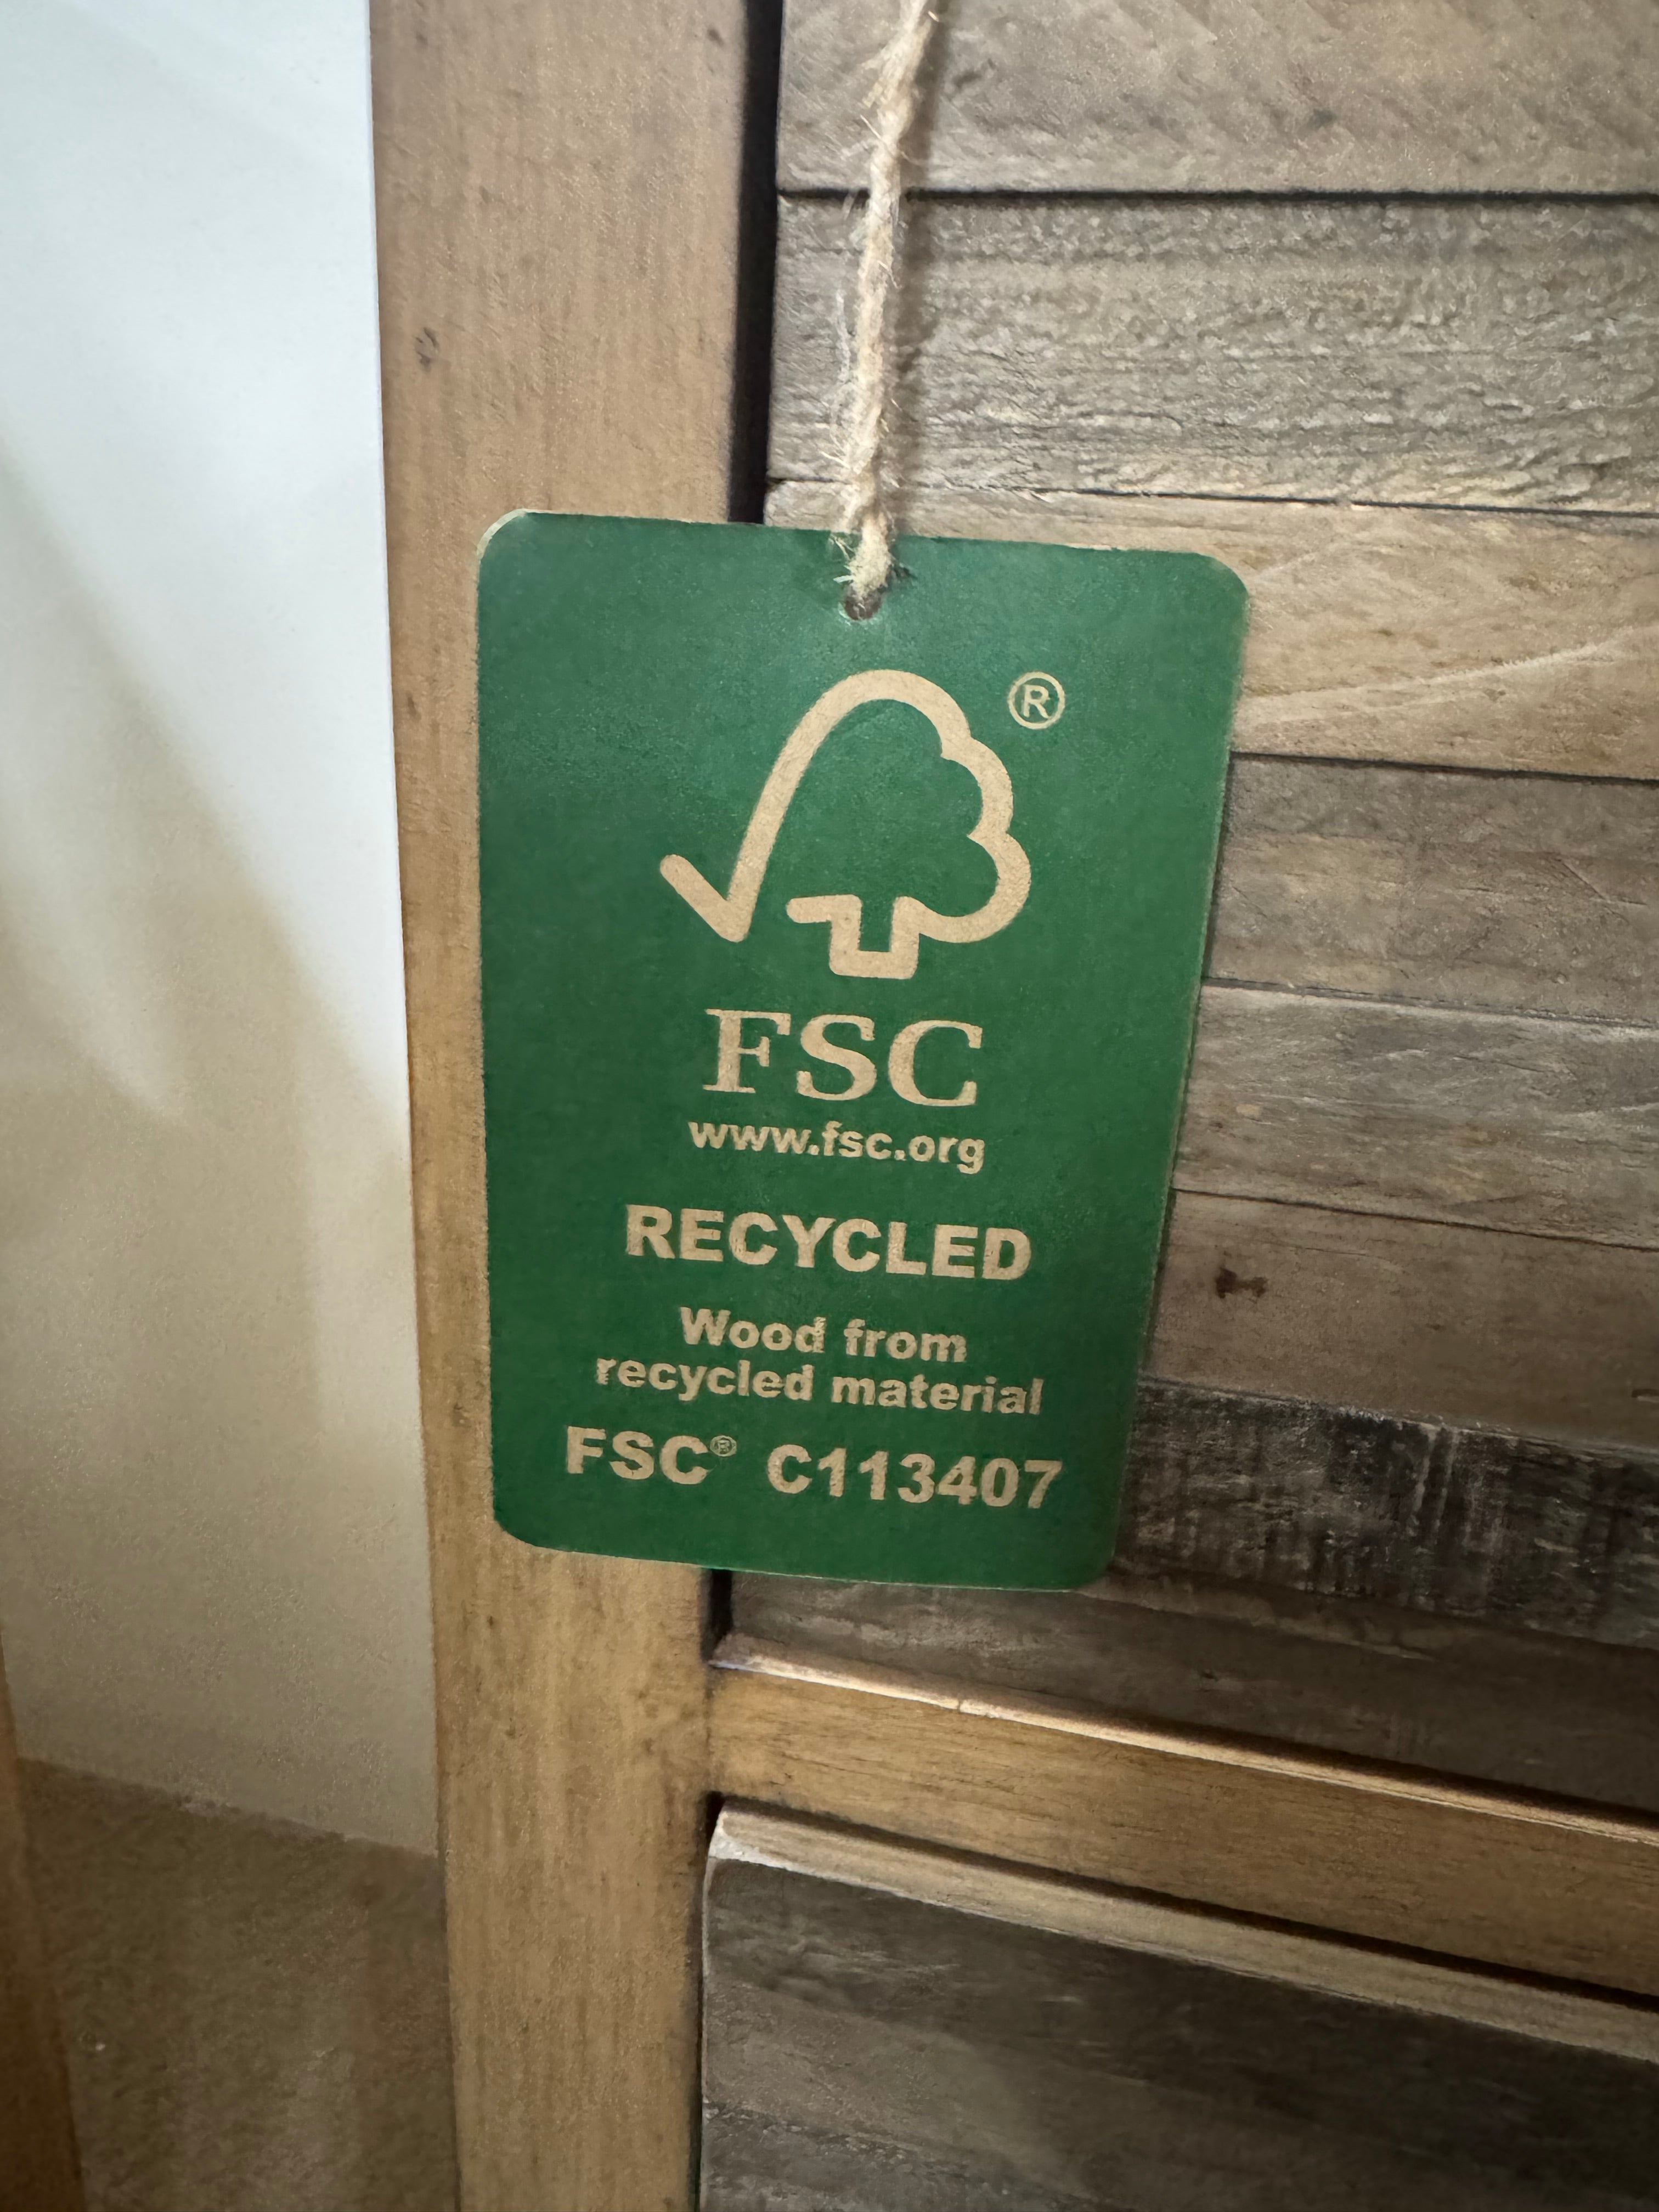 ®
FSC
www.fsc.org
RECYCLED
Wood from
recycled material
FSC® C113407